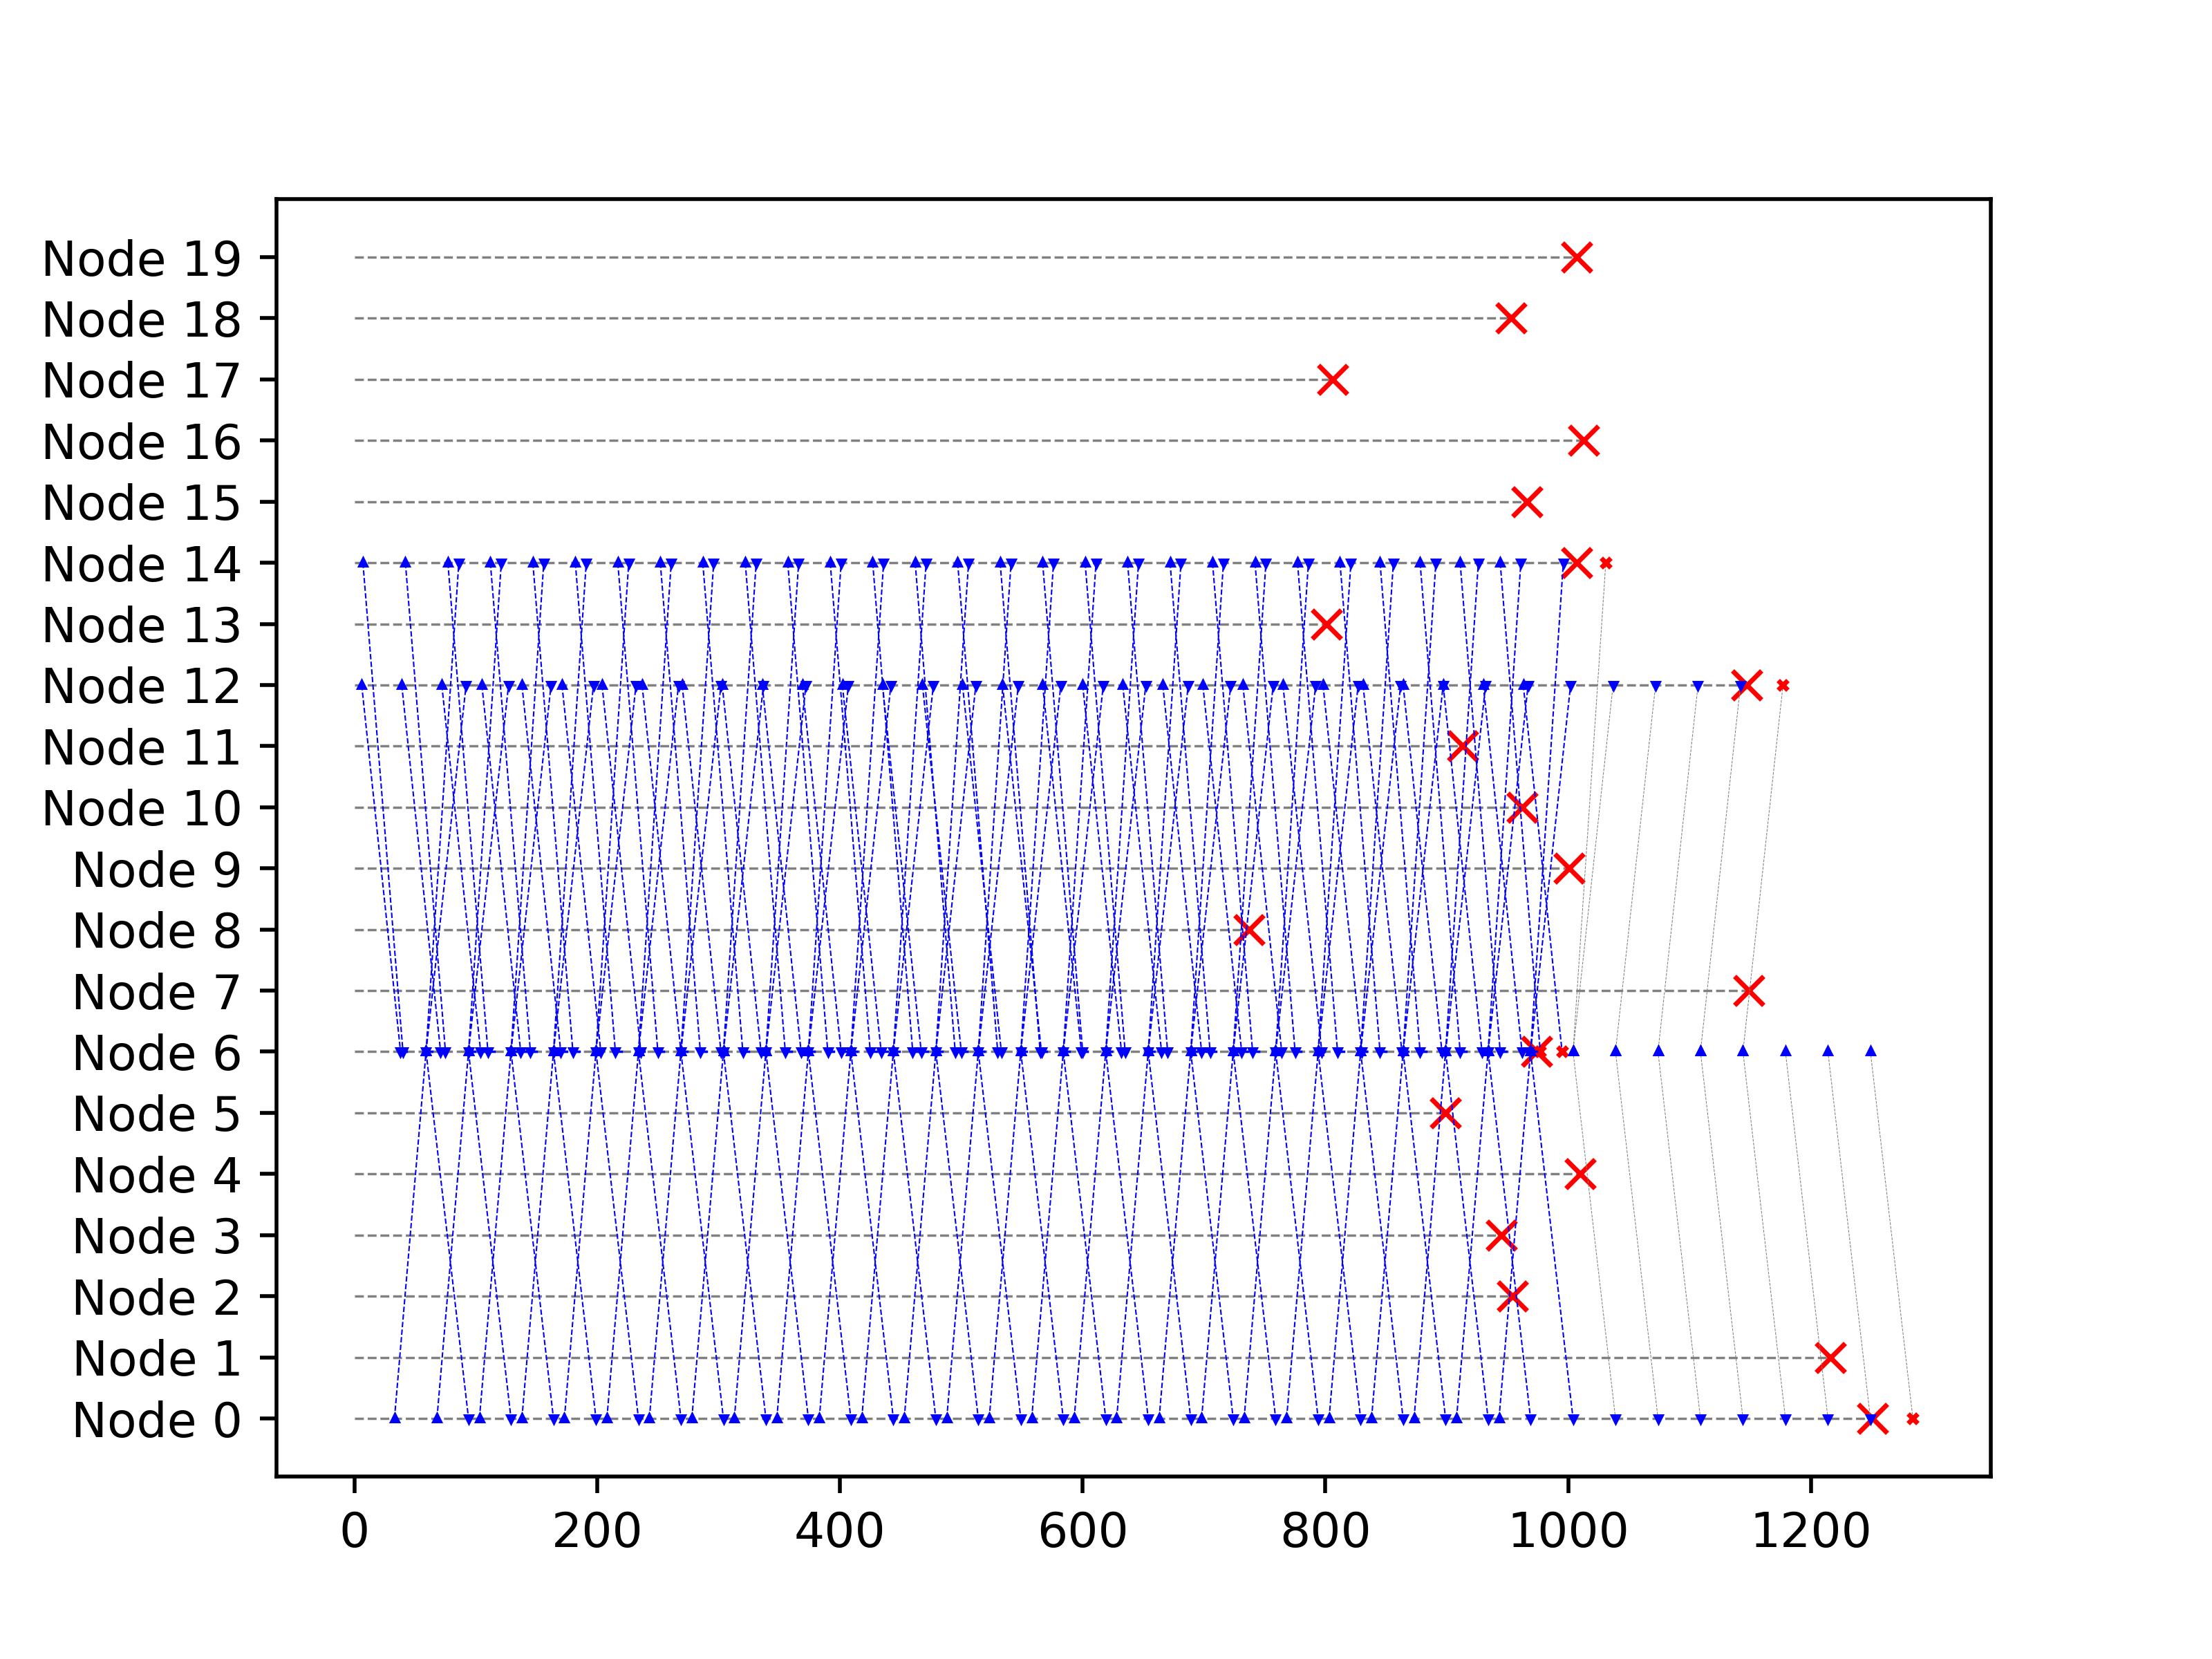 Node 19
Node 18
Node 17
Node 16
Node 15
Node 14
Node 13
Node 12
Node 11
Node 10
Node 9
Node 8
Node 7
Node 6
Node 5
Node 4
Node 3
Node 2
Node 1
Node 0
0 200 400 600 800 1000 1200